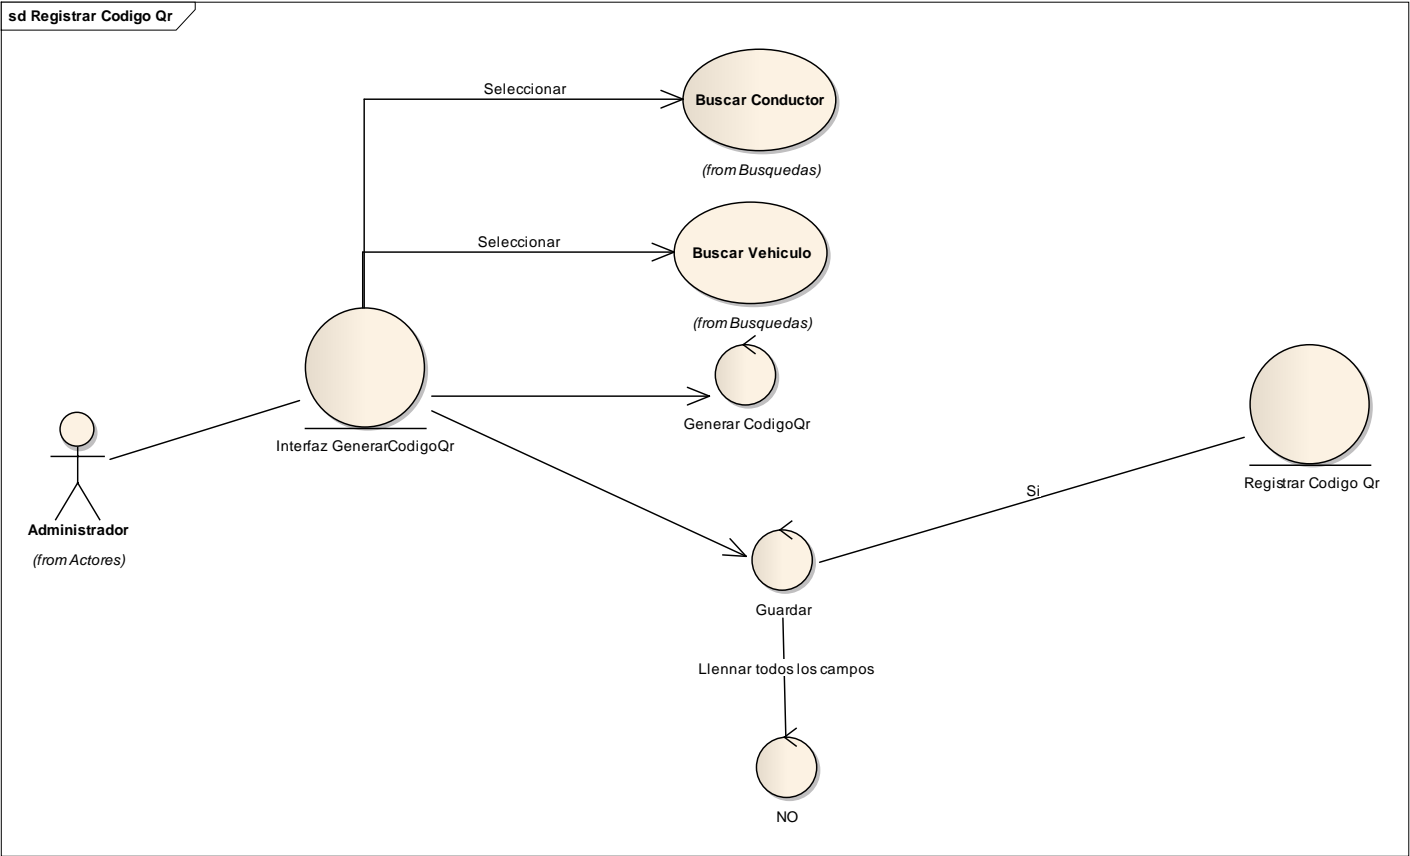 sd Registrar Codigo Qr
Seleccionar
Buscar Conductor
(from Busquedas)
Seleccionar
Buscar Vehiculo
(from Busquedas)
Generar CodigoQr
Interfaz GenerarCodigoQr
Administrador
(from Actores)
Si
Registrar Codigo Qr
Guardar
Llennar todos los campos
NO